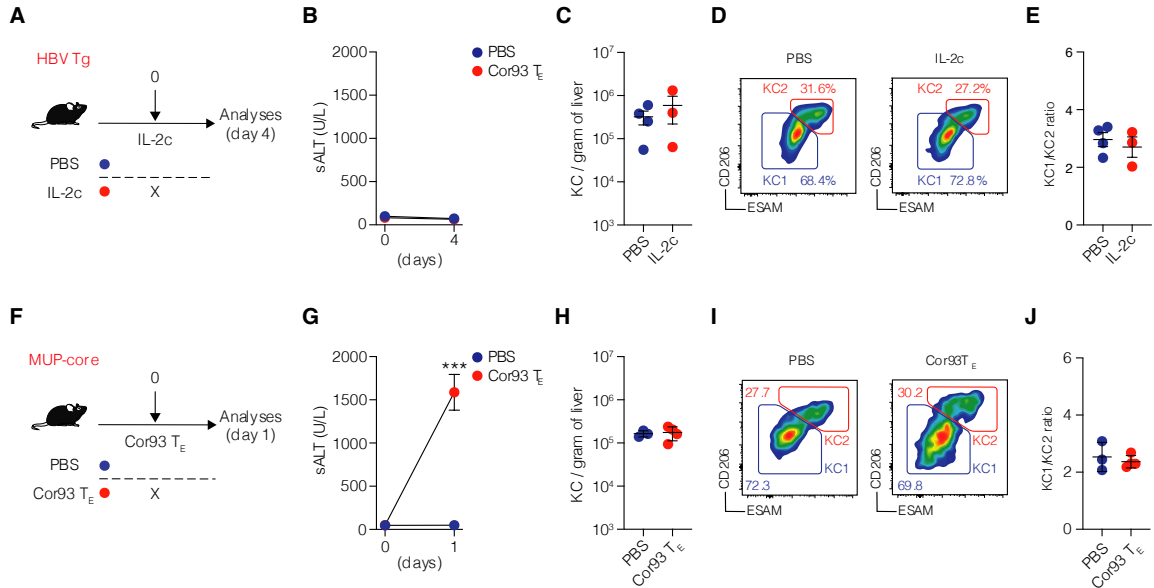 A
HBV Tg
0
IL-2c
Analyses
(day 4)
PBS
IL-2c
X
B
PBS
Cor93 TE
sALT (U/L)
2000
1500
1000
500
0
0
4
(days)
C
KC / gram of liver
10⁷
10⁶
10⁵
10⁴
10³
PBS
IL-2c
D
PBS
KC2
31.6%
KC1
68.4%
CD206
ESAM
IL-2c
KC2
27.2%
KC1
72.8%
CD206
ESAM
E
KC1:KC2 ratio
6
4
2
0
PBS
IL-2c
F
MUP-core
0
Cor93 TE
Analyses
(day 1)
PBS
Cor93 TE
X
G
PBS
Cor93 TE
sALT (U/L)
2000
1500
1000
500
0
***
0
1
(days)
H
KC / gram of liver
10⁷
10⁶
10⁵
10⁴
10³
PBS
Cor93 TE
I
PBS
27.7
KC2
KC1
72.3
CD206
ESAM
Cor93TE
30.2
KC2
KC1
69.8
CD206
ESAM
J
KC1:KC2 ratio
6
4
2
0
PBS
Cor93 TE